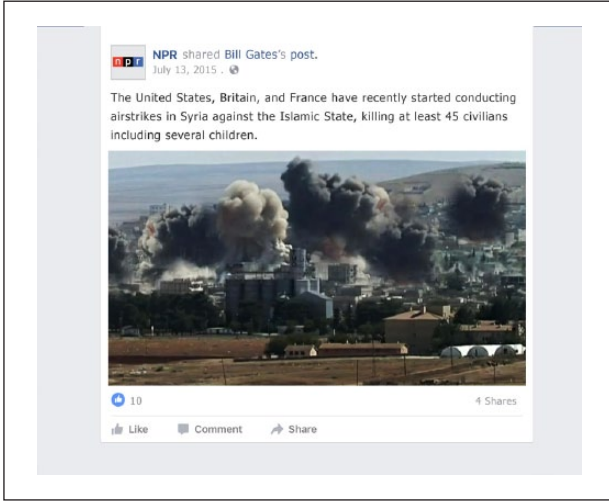 npr
NPR shared Bill Gates's post.
July 13, 2015 .
The United States, Britain, and France have recently started conducting
airstrikes in Syria against the Islamic State, killing at least 45 civilians
including several children.
10
4 Shares
Like Comment Share